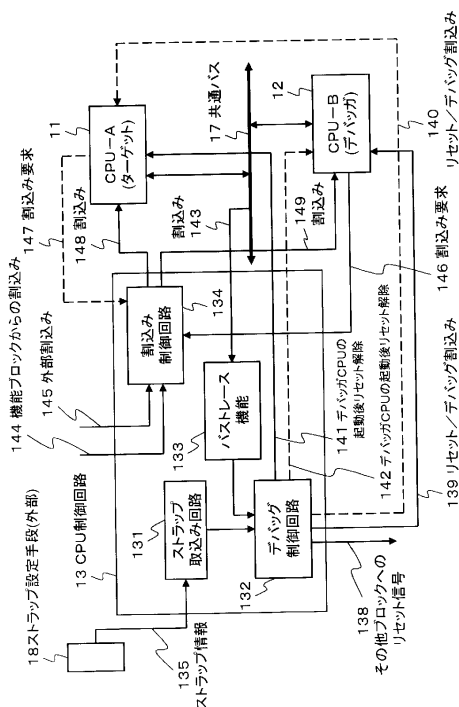 18ストラップ設定手段(外部)
144 機能ブロックからの割込み
145 外部割込み
147 割込み要求
148 割込み
11
CPU-A
(ターゲット)
13 CPU制御回路
割込み
制御回路
134
割込み
143
17 共通バス
131
ストラップ
取込み回路
133
バストレース
機能
149
割込み
12
CPU-B
(デバッガ)
135
ストラップ情報
デバッグ
制御回路
132
141 デバッガCPUの
起動後リセット解除
142 デバッガCPUの起動後リセット解除
146 割込み要求
140
リセット/デバッグ割込み
138
その他ブロックへの
リセット信号
139 リセット/デバッグ割込み